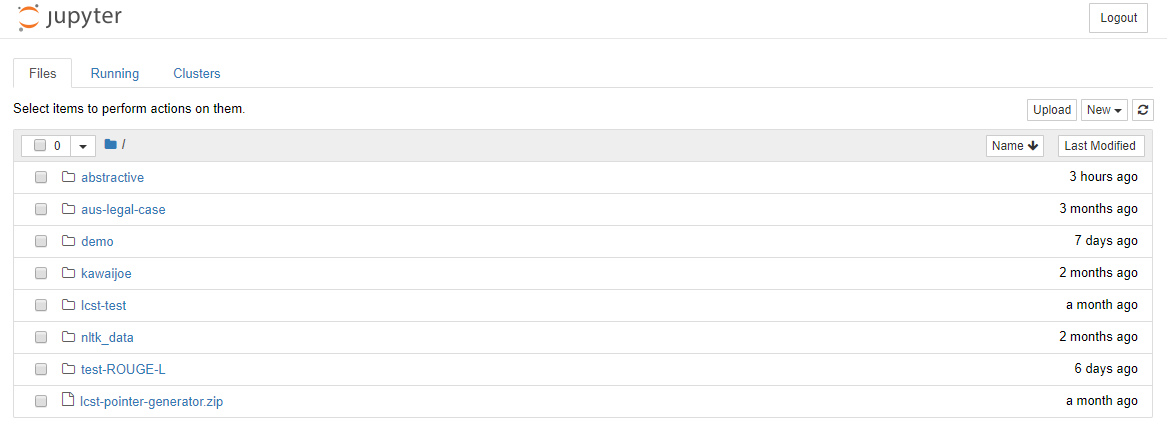 jupyter
Logout
Files Running Clusters
Select items to perform actions on them.
Upload New
0 / Name Last Modified
abstractive 3 hours ago
aus-legal-case 3 months ago
demo 7 days ago
kawaijoe 2 months ago
lcst-test a month ago
nltk_data 2 months ago
test-ROUGE-L 6 days ago
lcst-pointer-generator.zip a month ago